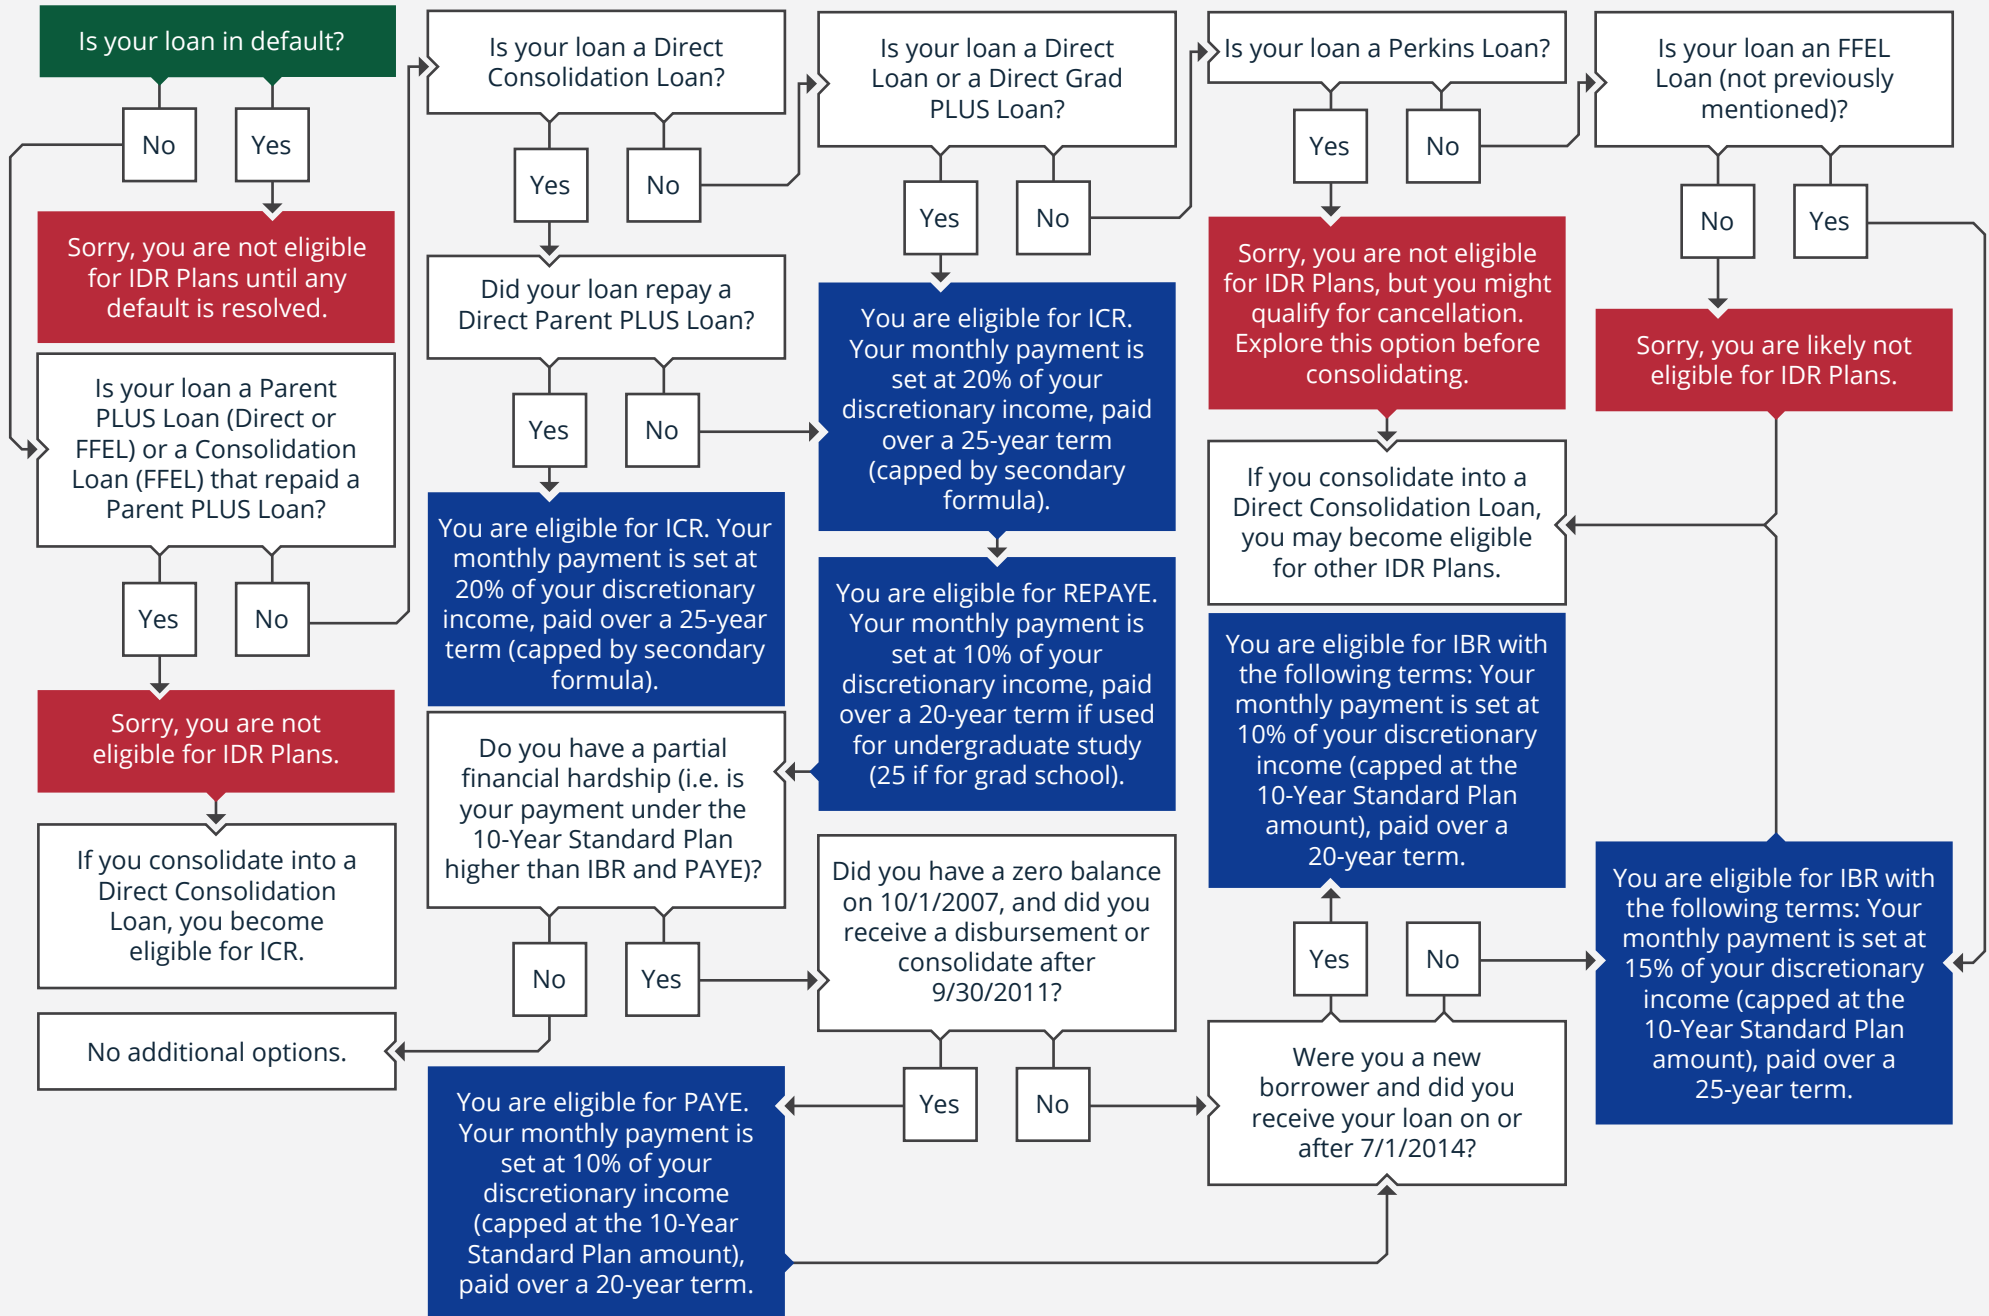 Is your loan in default?
No
Yes
Sorry, you are not eligible
for IDR Plans until any
default is resolved.
Is your loan a Parent
PLUS Loan (Direct or
FFEL) or a Consolidation
Loan (FFEL) that repaid a
Parent PLUS Loan?
Yes
No
Sorry, you are not
eligible for IDR Plans.
If you consolidate into a
Direct Consolidation
Loan, you become
eligible for ICR.
No additional options.
Is your loan a Direct
Consolidation Loan?
Yes
No
Did your loan repay a
Direct Parent PLUS Loan?
Yes
No
You are eligible for ICR. Your
monthly payment is set at
20% of your discretionary
income, paid over a 25-year
term (capped by secondary
formula).
Do you have a partial
financial hardship (i.e. is
your payment under the
10-Year Standard Plan
higher than IBR and PAYE)?
No
Yes
You are eligible for PAYE.
Your monthly payment is
set at 10% of your
discretionary income
(capped at the 10-Year
Standard Plan amount),
paid over a 20-year term.
Is your loan a Direct
Loan or a Direct Grad
PLUS Loan?
Yes
No
You are eligible for ICR.
Your monthly payment is
set at 20% of your
discretionary income, paid
over a 25-year term
(capped by secondary
formula).
You are eligible for REPAYE.
Your monthly payment is
set at 10% of your
discretionary income, paid
over a 20-year term if used
for undergraduate study
(25 if for grad school).
Did you have a zero balance
on 10/1/2007, and did you
receive a disbursement or
consolidate after
9/30/2011?
Yes
No
Is your loan a Perkins Loan?
Yes
No
Sorry, you are not eligible
for IDR Plans, but you might
qualify for cancellation.
Explore this option before
consolidating.
If you consolidate into a
Direct Consolidation Loan,
you may become eligible
for other IDR Plans.
You are eligible for IBR with
the following terms: Your
monthly payment is set at
10% of your discretionary
income (capped at the
10-Year Standard Plan
amount), paid over a
20-year term.
Yes
No
Were you a new
borrower and did you
receive your loan on or
after 7/1/2014?
Is your loan an FFEL
Loan (not previously
mentioned)?
No
Yes
Sorry, you are likely not
eligible for IDR Plans.
You are eligible for IBR with
the following terms: Your
monthly payment is set at
15% of your discretionary
income (capped at the
10-Year Standard Plan
amount), paid over a
25-year term.